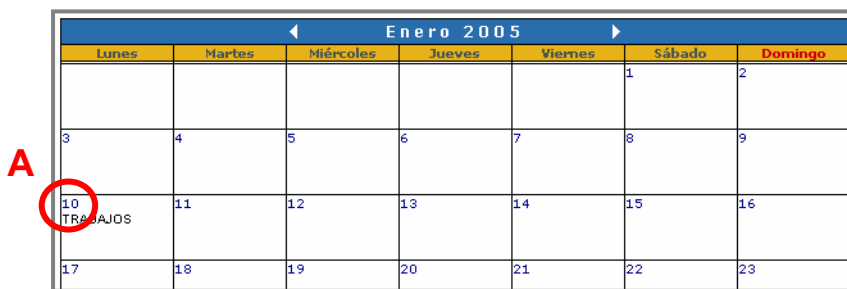 Enero 2005
Lunes Martes Miércoles Jueves Viernes Sábado Domingo
1 2
3 4 5 6 7 8 9
A
10 11 12 13 14 15 16
TRABAJOS
17 18 19 20 21 22 23